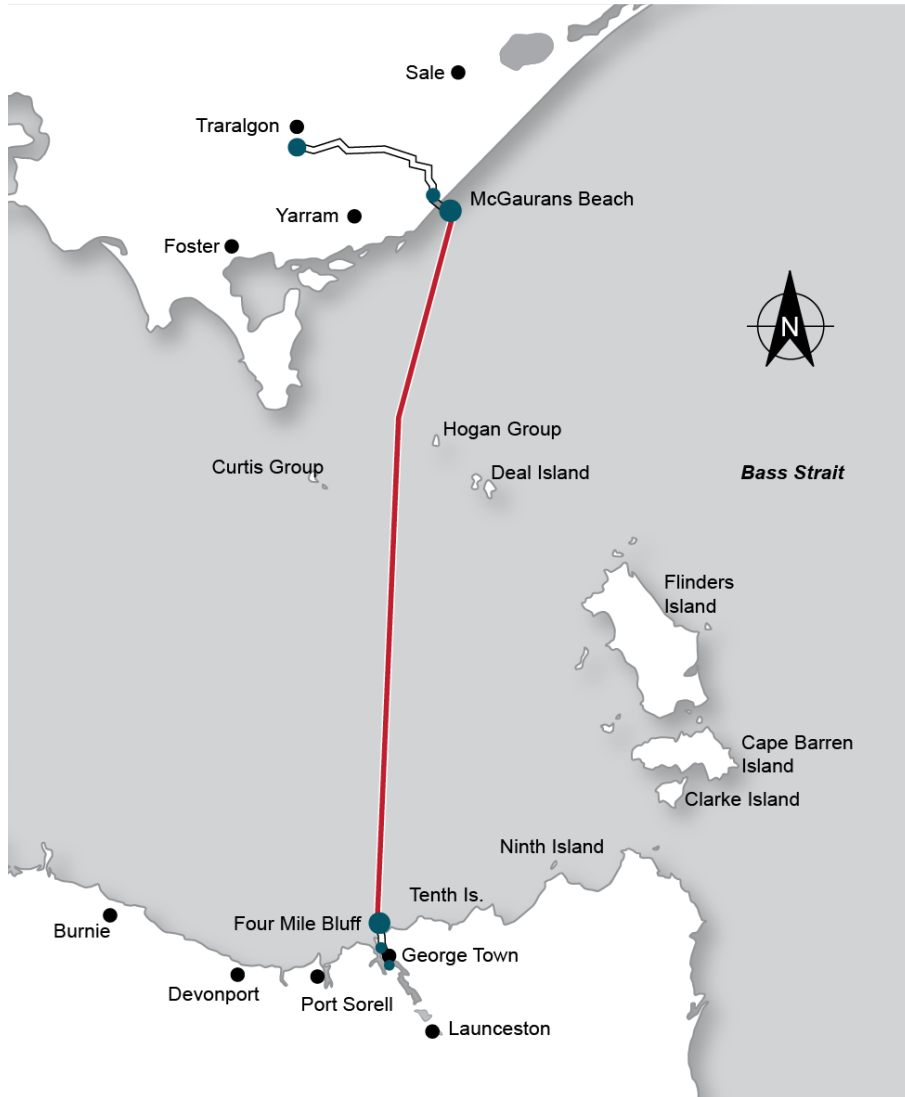 Sale
Traralgon
McGaurans Beach
Yarram
Foster
N
Hogan Group
Curtis Group
Deal Island
Bass Strait
Flinders
Island
Cape Barren
Island
Clarke Island
Ninth Island
Tenth Is.
Four Mile Bluff
Burnie
George Town
Devonport
Port Sorell
Launceston